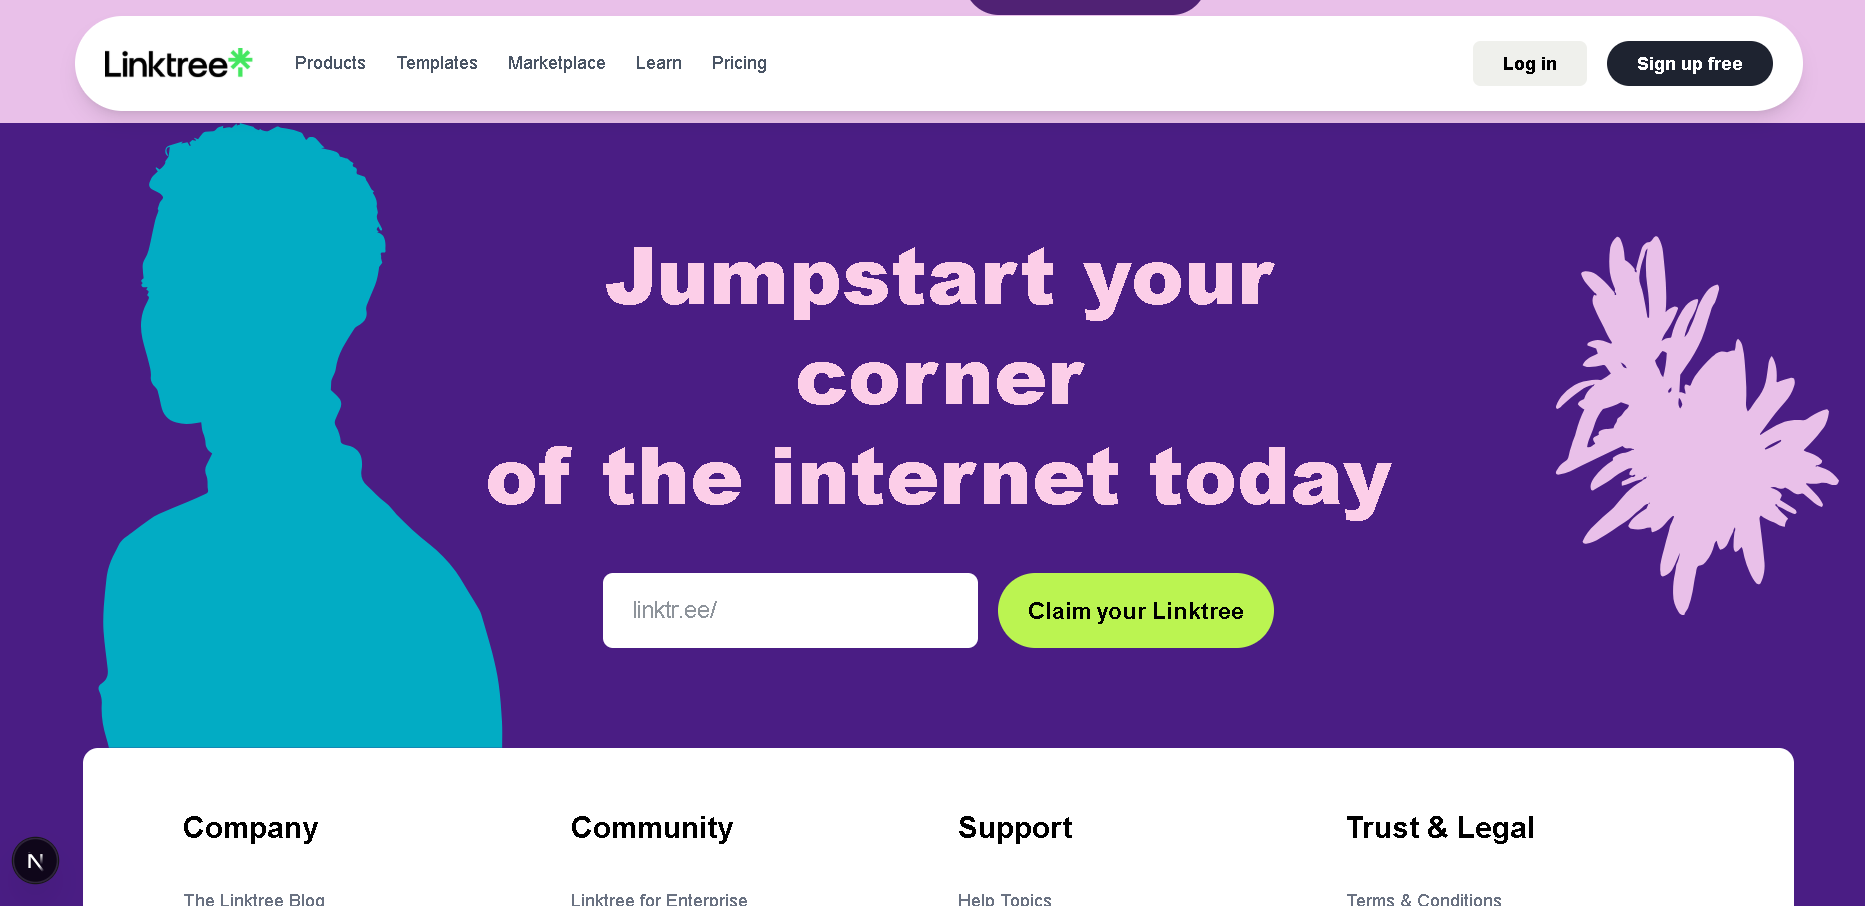 Linktree
Products Templates Marketplace Learn Pricing
Log in
Sign up free
Jumpstart your
corner
of the internet today
linktr.ee/
Claim your Linktree
Company Community Support Trust & Legal
The Linktree Blog Linktree for Enterprise Help Topics Terms & Conditions
N